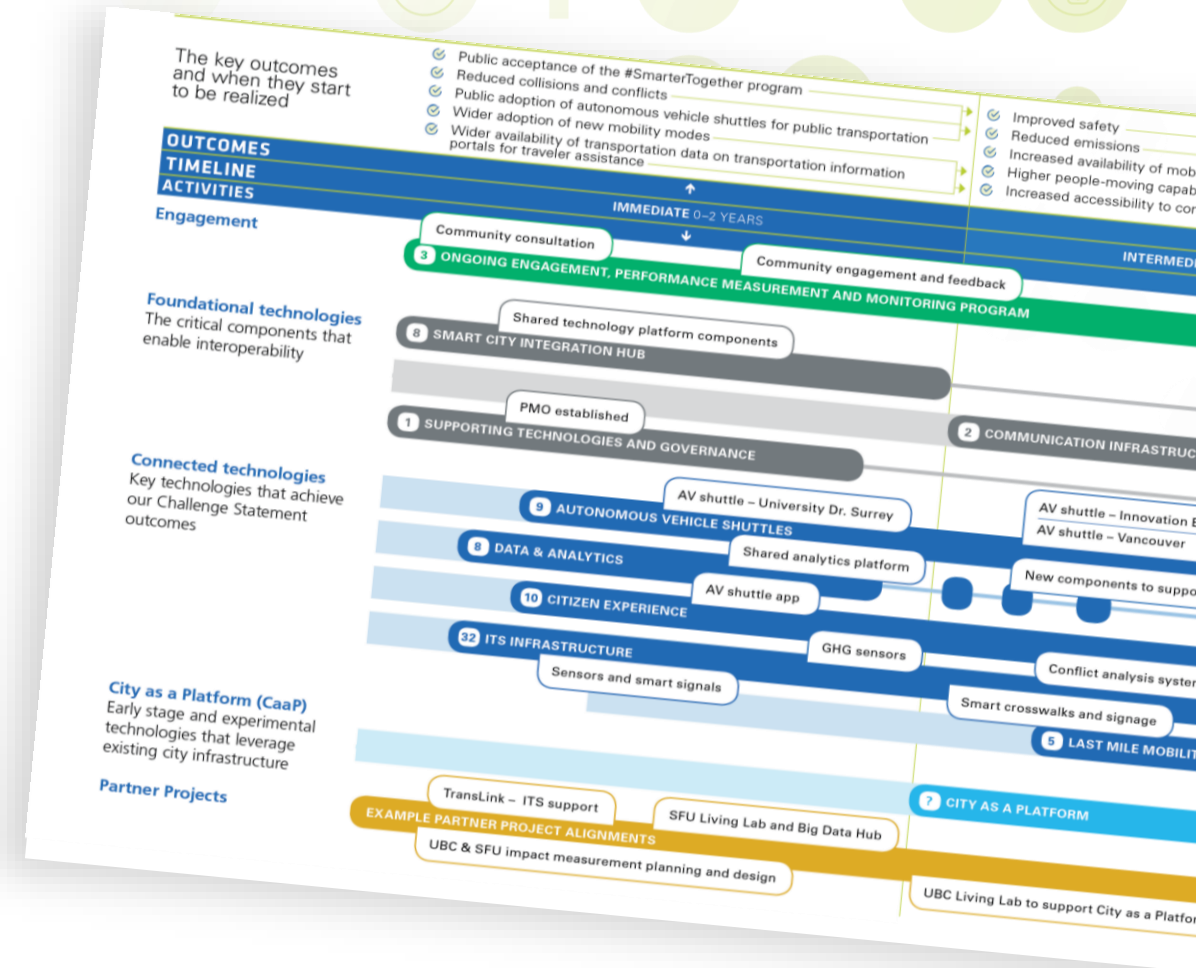 The key outcomes
and when they start
to be realized
Public acceptance of the #SmarterTogether program
Reduced collisions and conflicts
Public adoption of autonomous vehicle shuttles for public transportation
Wider adoption of new mobility modes
Wider availability of transportation data on transportation information
portals for traveler assistance
Improved safety
Reduced emissions
Increased availability of
Higher people-moving
Increased accessibility to
OUTCOMES
TIMELINE
ACTIVITIES
IMMEDIATE 0–2 YEARS
Engagement
Community consultation
Community engagement and feedback
3 ONGOING ENGAGEMENT, PERFORMANCE MEASUREMENT AND MONITORING PROGRAM
Foundational technologies
The critical components that
enable interoperability
Shared technology platform components
8 SMART CITY INTEGRATION HUB
2 COMMUNICATION
PMO established
1 SUPPORTING TECHNOLOGIES AND GOVERNANCE
Connected technologies
Key technologies that achieve
our Challenge Statement
outcomes
AV shuttle – University Dr. Surrey
9 AUTONOMOUS VEHICLE SHUTTLES
AV shuttle – Innovation
AV shuttle – Vancouver
8 DATA & ANALYTICS
Shared analytics platform
New components to
10 CITIZEN EXPERIENCE
AV shuttle app
32 ITS INFRASTRUCTURE
GHG sensors
Conflict analysis
Sensors and smart signals
Smart crosswalks and signage
5 LAST MILE
City as a Platform (CaaP)
Early stage and experimental
technologies that leverage
existing city infrastructure
? CITY AS A PLATFORM
Partner Projects
TransLink – ITS support
SFU Living Lab and Big Data Hub
EXAMPLE PARTNER PROJECT ALIGNMENTS
UBC & SFU impact measurement planning and design
UBC Living Lab to support City as a